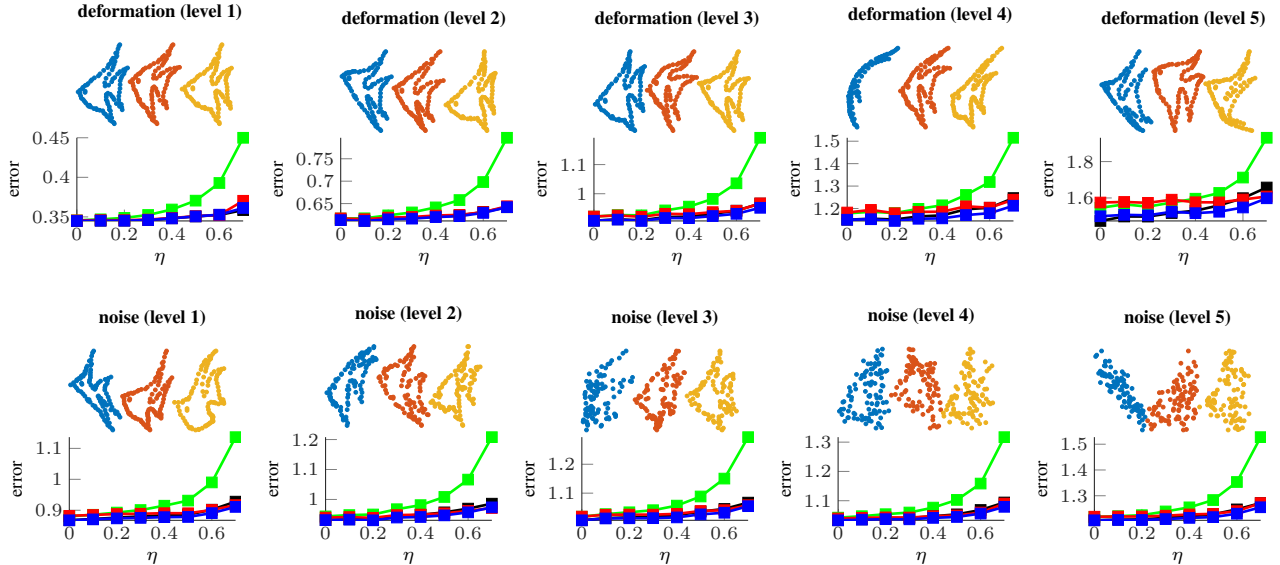 deformation (level 1)
deformation (level 2)
deformation (level 3)
deformation (level 4)
deformation (level 5)
0.45
0.4
0.35
error
0 0.2 0.4 0.6
η
0.75
0.7
0.65
error
0 0.2 0.4 0.6
η
1.1
1
error
0 0.2 0.4 0.6
η
1.5
1.4
1.3
1.2
error
0 0.2 0.4 0.6
η
1.8
1.6
error
0 0.2 0.4 0.6
η
noise (level 1)
noise (level 2)
noise (level 3)
noise (level 4)
noise (level 5)
1.1
1
0.9
error
0 0.2 0.4 0.6
η
1.2
1.1
1
error
0 0.2 0.4 0.6
η
1.2
1.1
error
0 0.2 0.4 0.6
η
1.3
1.2
1.1
error
0 0.2 0.4 0.6
η
1.5
1.4
1.3
error
0 0.2 0.4 0.6
η